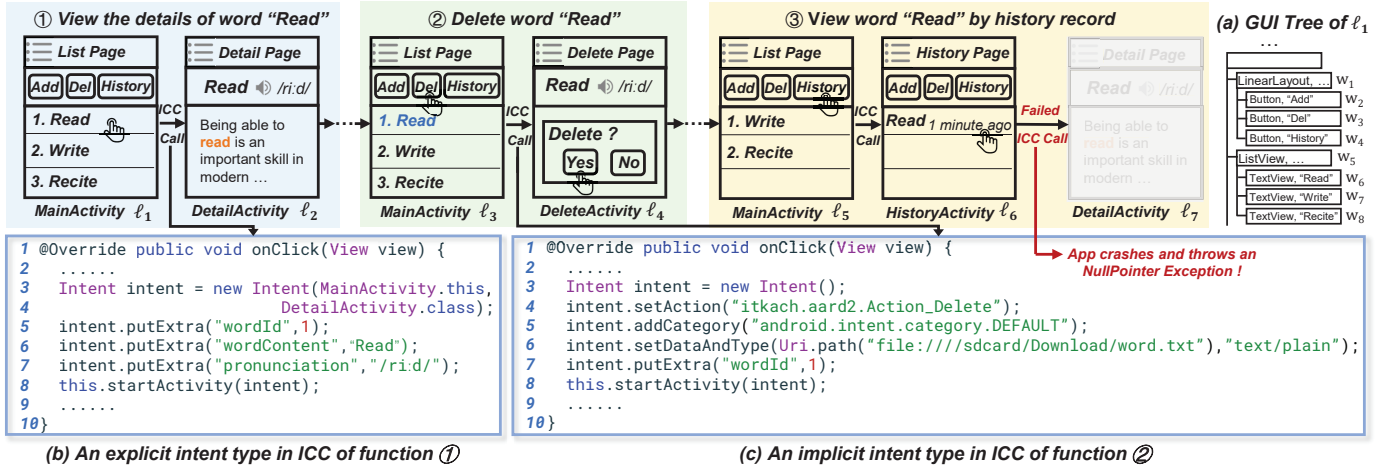 ① View the details of word "Read"
List Page
Add Del History
1. Read
2. Write
3. Recite
MainActivity ℓ1
ICC
Call
Detail Page
Read /ri:d/
Being able to
read is an
important skill in
modern ...
DetailActivity ℓ2
② Delete word "Read"
List Page
Add Del History
1. Read
2. Write
3. Recite
MainActivity ℓ3
ICC
Call
Delete Page
Read /ri:d/
Delete ?
Yes No
DeleteActivity ℓ4
③ View word "Read" by history record
List Page
Add Del History
1. Write
2. Recite
MainActivity ℓ5
ICC
Call
History Page
Add Del History
Read 1 minute ago
HistoryActivity ℓ6
Failed
ICC Call
Detail Page
Read /ri:d/
Being able to
read is an
important skill in
modern ...
DetailActivity ℓ7
App crashes and throws an
NullPointer Exception !
(a) GUI Tree of ℓ1
...
LinearLayout, ... w1
Button, "Add" w2
Button, "Del" w3
Button, "History" w4
ListView, ... w5
TextView, "Read" w6
TextView, "Write" w7
TextView, "Recite" w8
1 @Override public void onClick(View view) {
2 ......
3 Intent intent = new Intent(MainActivity.this,
4 DetailActivity.class);
5 intent.putExtra("wordId",1);
6 intent.putExtra("wordContent","Read");
7 intent.putExtra("pronunciation","/ri:d/");
8 this.startActivity(intent);
9 ......
10}
(b) An explicit intent type in ICC of function ①
1 @Override public void onClick(View view) {
2 ......
3 Intent intent = new Intent();
4 intent.setAction("itkach.aard2.Action_Delete");
5 intent.addCategory("android.intent.category.DEFAULT");
6 intent.setDataAndType(Uri.path("file:////sdcard/Download/word.txt"),"text/plain");
7 intent.putExtra("wordId",1);
8 this.startActivity(intent);
9 ......
10}
(c) An implicit intent type in ICC of function ②